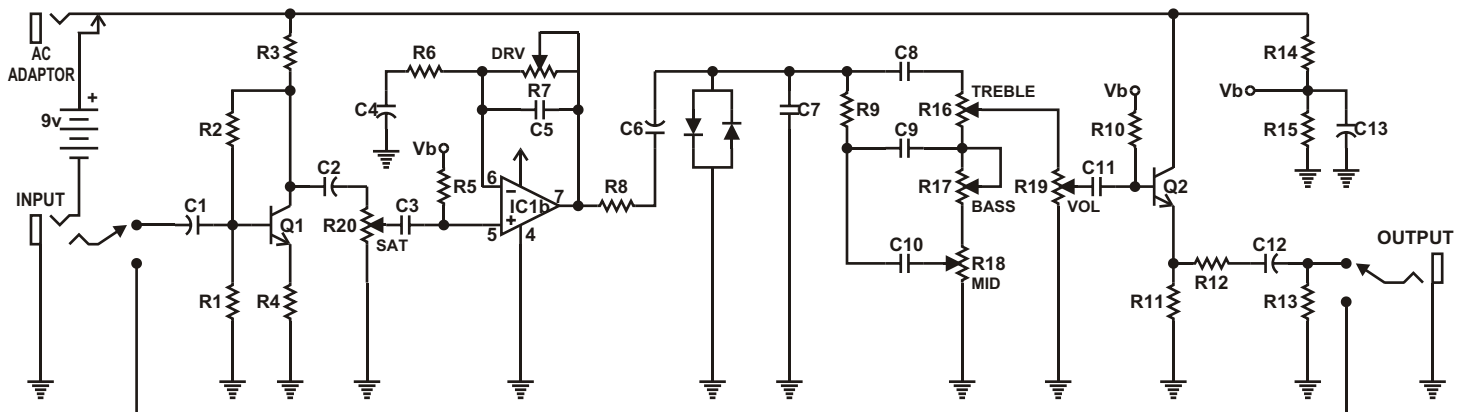 AC
ADAPTOR
9v
+
INPUT
C1
R1
R2
R3
R4
Q1
C2
R20
SAT
C3
Vb
R5
C4
R6
DRV
R7
C5
6
5
7
4
−
+
IC1b
R8
C6
C7
C8
R9
C9
C10
R16
TREBLE
R17
BASS
R18
MID
R19
VOL
C11
Vb
R10
Q2
R11
R12
C12
R13
Vb
R14
R15
C13
OUTPUT